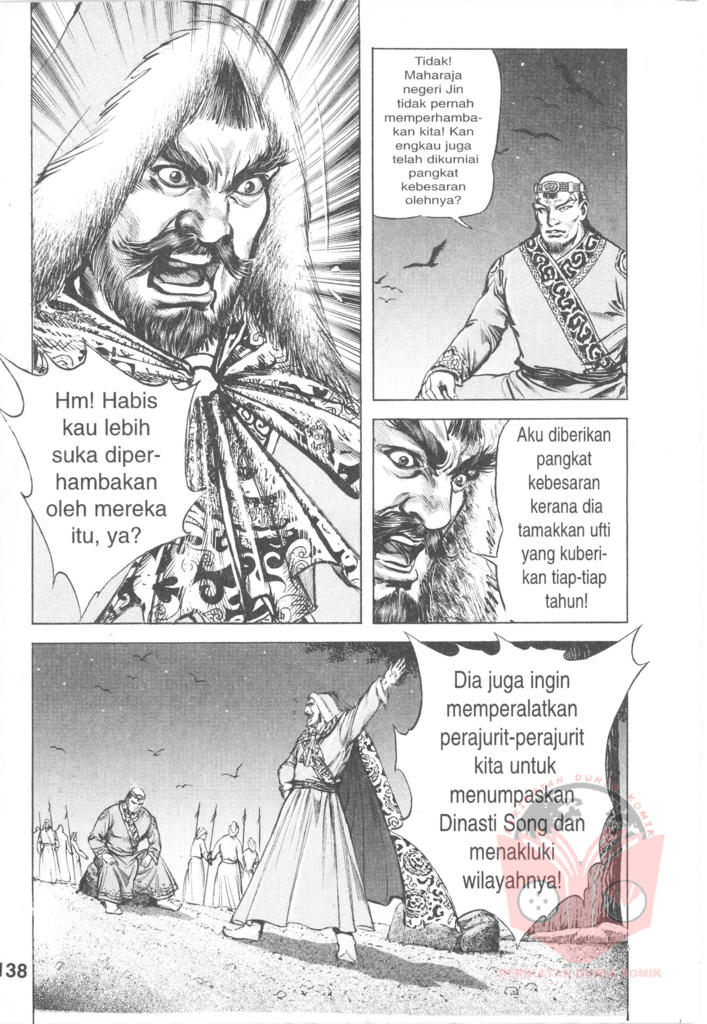 Hm! Habis
kau lebih
suka diper-
hambakan
oleh mereka
itu, ya?
Tidak!
Maharaja
negeri Jin
tidak pernah
memperhamba-
kan kita! Kan
engkau juga
telah dikurniai
pangkat
kebesaran
olehnya?
Aku diberikan
pangkat
kebesaran
kerana dia
tamakkan ufti
yang kuberi-
kan tiap-tiap
tahun!
Dia juga ingin
memperalatkan
perajurit-perajurit
kita untuk
menumpaskan
Dinasti Song dan
menakluki
wilayahnya!
138